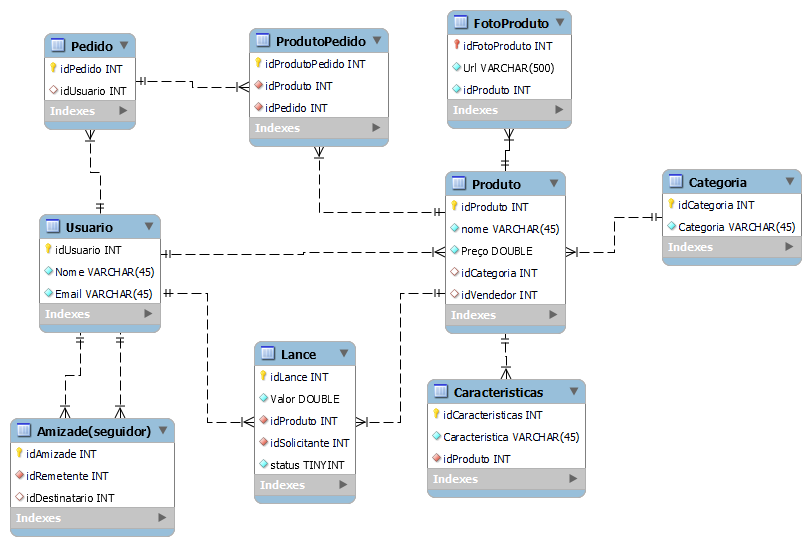 Pedido
idPedido INT
idUsuario INT
Indexes
ProdutoPedido
idProdutoPedido INT
idProduto INT
idPedido INT
Indexes
FotoProduto
idFotoProduto INT
Url VARCHAR(500)
idProduto INT
Indexes
Usuario
idUsuario INT
Nome VARCHAR(45)
Email VARCHAR(45)
Indexes
Produto
idProduto INT
nome VARCHAR(45)
Preço DOUBLE
idCategoria INT
idVendedor INT
Indexes
Categoria
idCategoria INT
Categoria VARCHAR(45)
Indexes
Amizade(seguidor)
idAmizade INT
idRemetente INT
idDestinatario INT
Indexes
Lance
idLance INT
Valor DOUBLE
idProduto INT
idSolicitante INT
status TINYINT
Indexes
Caracteristicas
idCaracteristicas INT
Caracteristica VARCHAR(45)
idProduto INT
Indexes